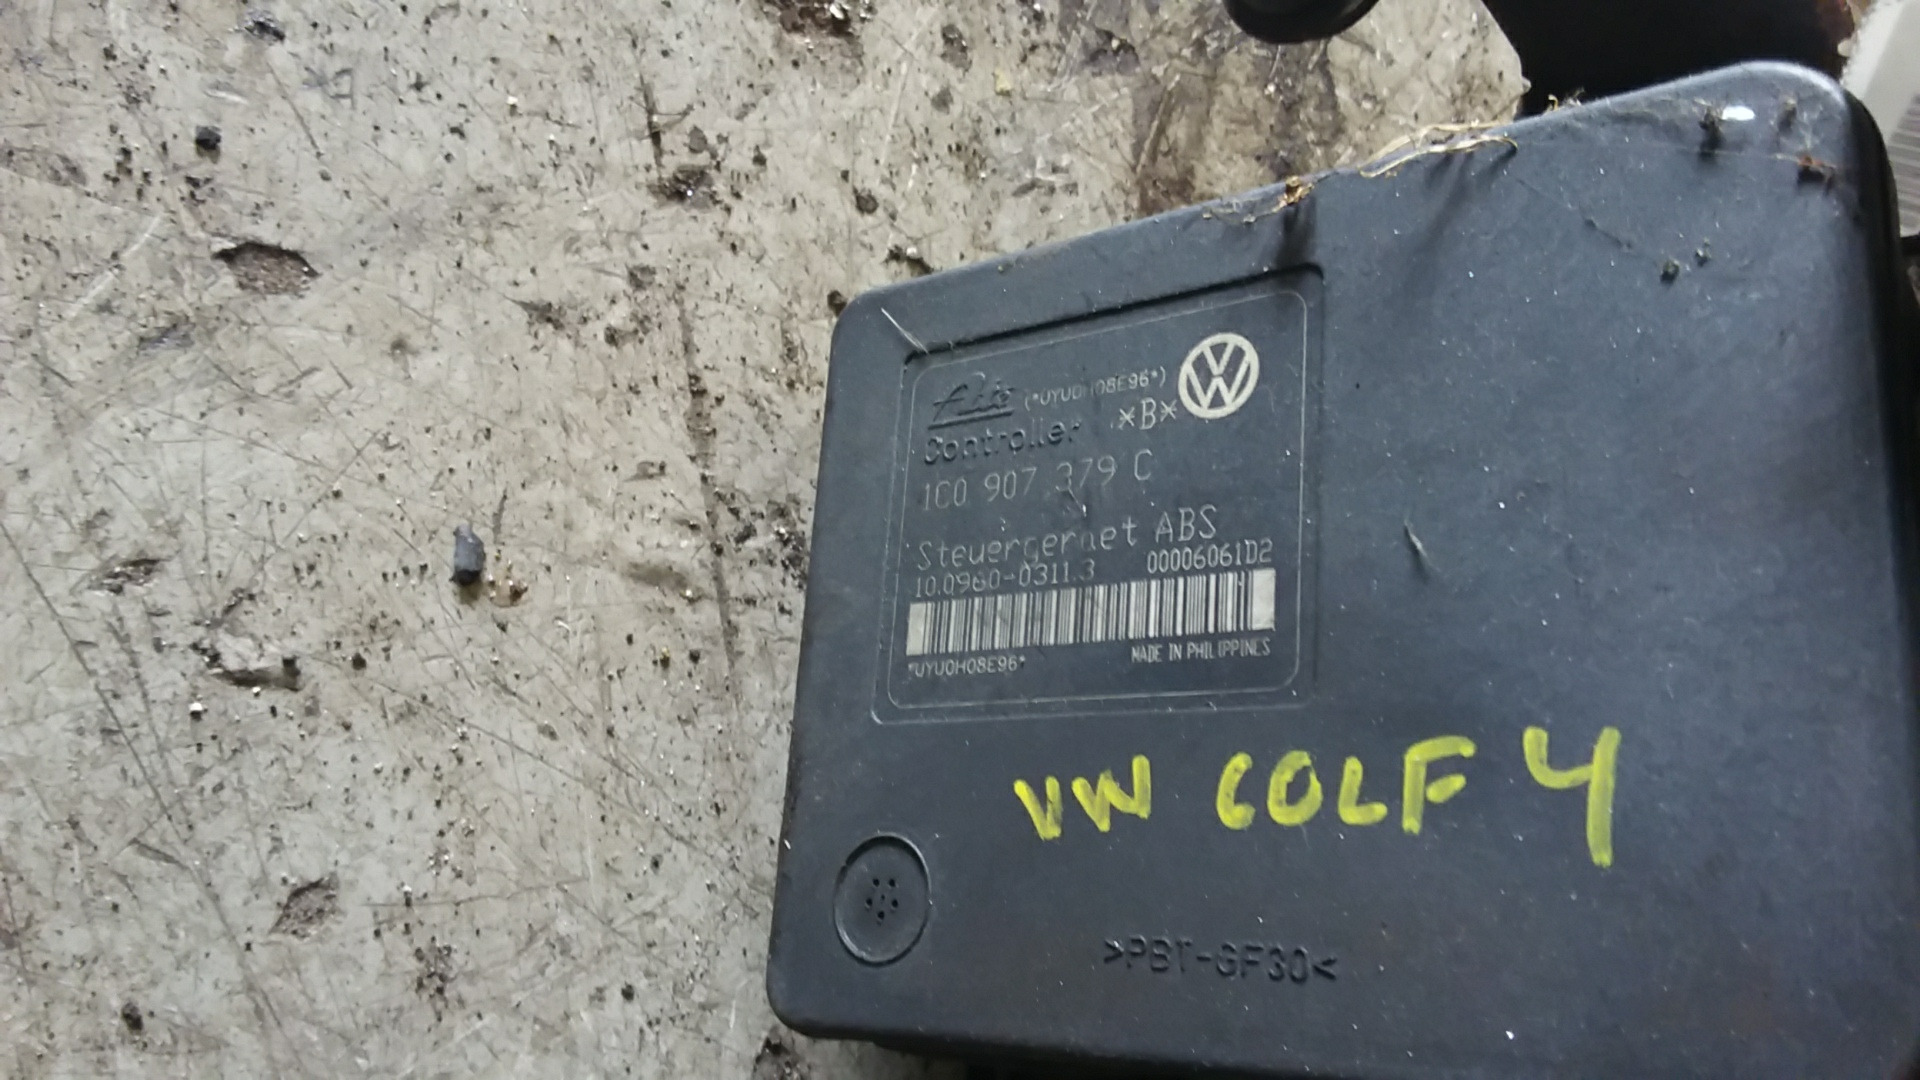 Ate (*UYU0H08E96*)
Controller *B*
1C0 907 379 C
Steuergeraet ABS
10.0960-0311.3 00006061D2
*UYU0H08E96* MADE IN PHILIPPINES
VW GOLF 4
>PBT-GF30<